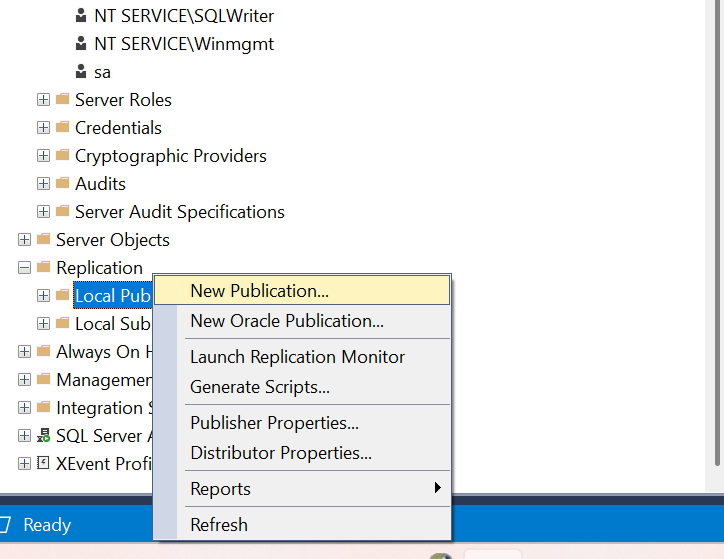 NT SERVICE\SQLWriter
NT SERVICE\Winmgmt
sa
Server Roles
Credentials
Cryptographic Providers
Audits
Server Audit Specifications
Server Objects
Replication
Local Pub
New Publication...
New Oracle Publication...
Local Sub
Always On H
Launch Replication Monitor
Managemen
Generate Scripts...
Integration S
Publisher Properties...
SQL Server A
Distributor Properties...
XEvent Profi
Reports
Ready
Refresh